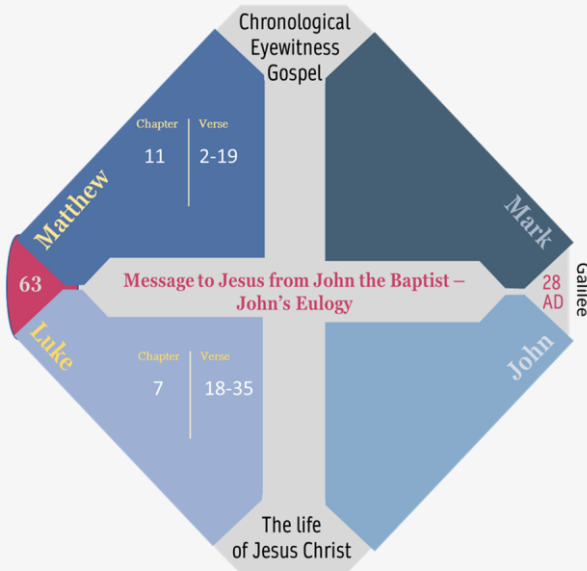 Chronological
Eyewitness
Gospel
Chapter Verse
11 2-19
Matthew
Mark
63
Message to Jesus from John the Baptist –
John's Eulogy
28
AD
Galilee
Luke
John
Chapter Verse
7 18-35
The life
of Jesus Christ